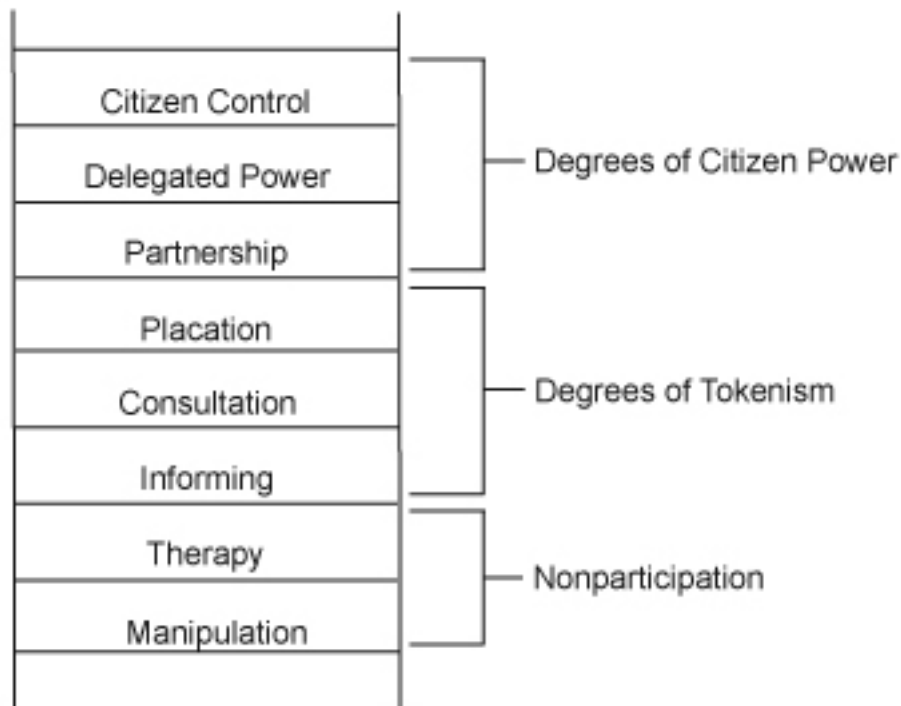 Citizen Control
Delegated Power
Partnership
Placation
Consultation
Informing
Therapy
Manipulation
Degrees of Citizen Power
Degrees of Tokenism
Nonparticipation